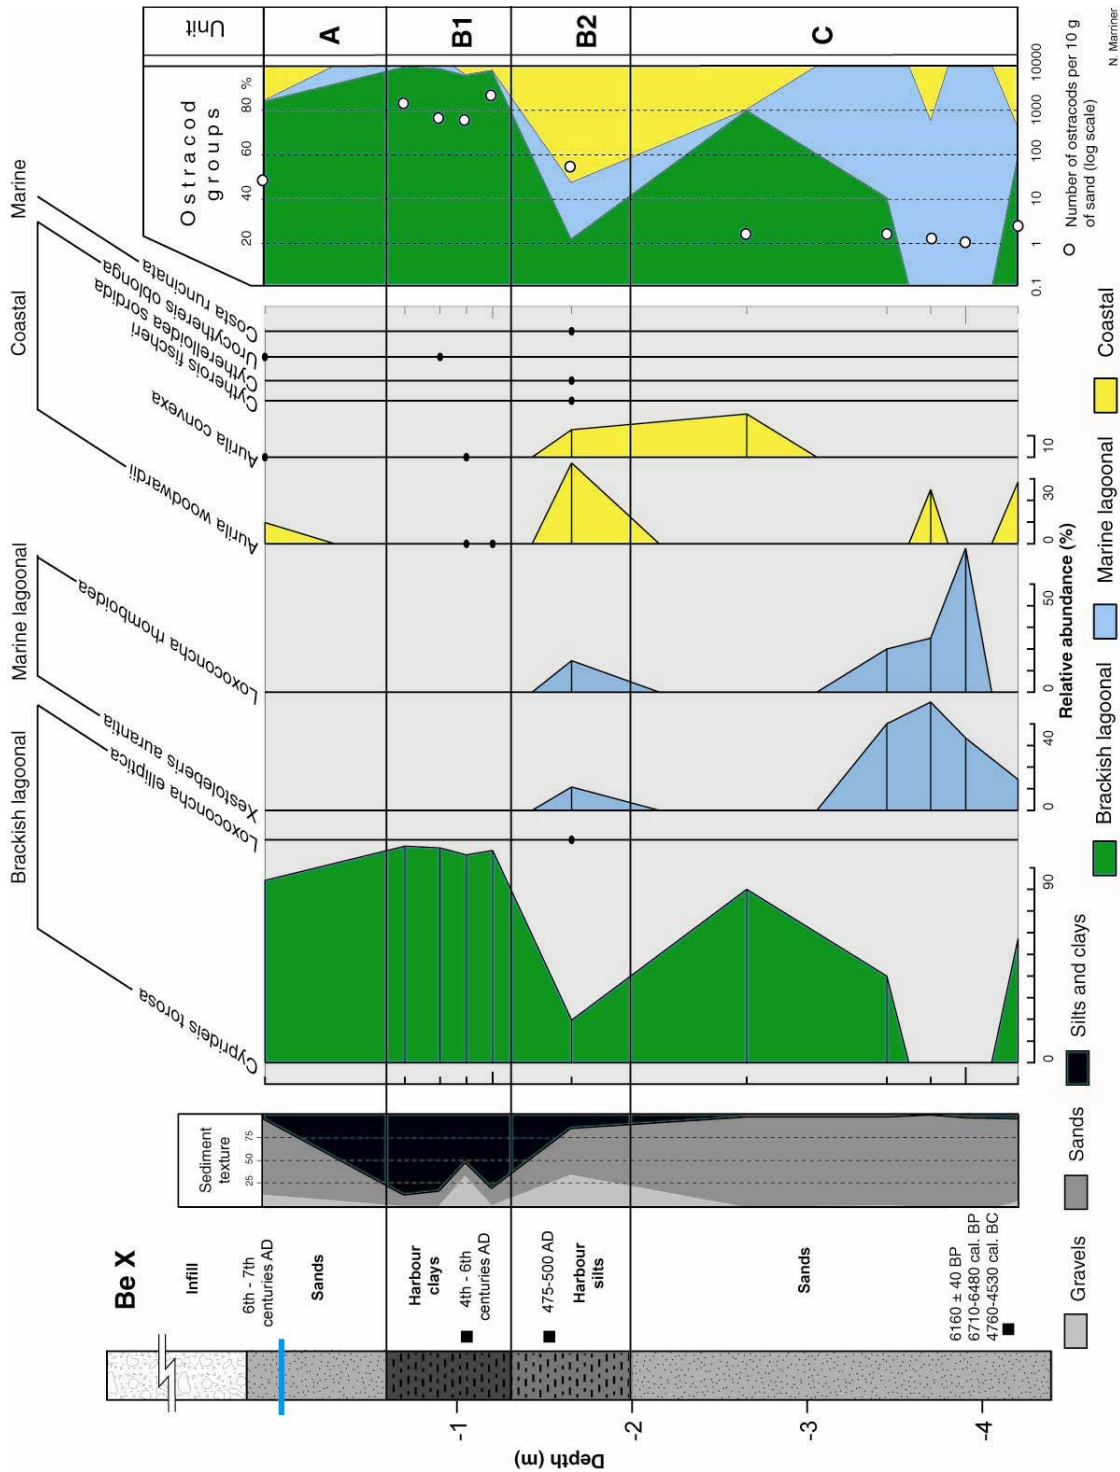 Be X
Infill
6th - 7th
centuries AD
Sands
Harbour
clays
4th - 6th
centuries AD
475-500 AD
Harbour
silts
Sands
6160 ± 40 BP
6710-6480 cal. BP
4760-4530 cal. BC
Depth (m)
-1
-2
-3
-4
Sediment
texture
25
50
75
Brackish lagoonal
Marine lagoonal
Coastal
Marine
Cyprideis torosa
Loxoconcha elliptica
Xestoleberis aurantia
Loxoconcha rhomboidea
Aurila woodwardii
Aurila convexa
Cytherois fischeri
Cytherelloidea sordida
Urocythereis oblonga
Costa runcinata
0
90
0
40
0
50
0
30
10
Relative abundance (%)
Ostracod
groups
20
40
60
80
%
0.1
1
10
100
1000
10000
Unit
A
B1
B2
C
Number of ostracods per 10 g
of sand (log scale)
Gravels
Sands
Silts and clays
Brackish lagoonal
Marine lagoonal
Coastal
N. Marriner